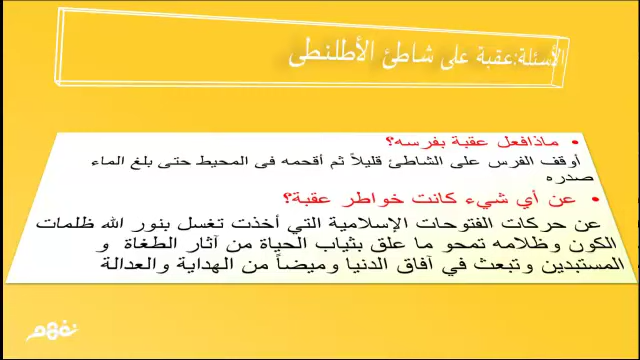 الأسئلة:عقبة على شاطئ الأطلنطى
• ماذافعل عقبة بفرسه؟
أوقف الفرس على الشاطئ قليلاً ثم أقحمه فى المحيط حتى بلغ الماء
صدره
• عن أي شيء كانت خواطر عقبة؟
عن حركات الفتوحات الإسلامية التي أخذت تغسل بنور الله ظلمات
الكون وظلامه تمحو ما علق بثياب الحياة من آثار الطغاة و
المستبدين وتبعث في آفاق الدنيا وميضاً من الهداية والعدالة
نفهم